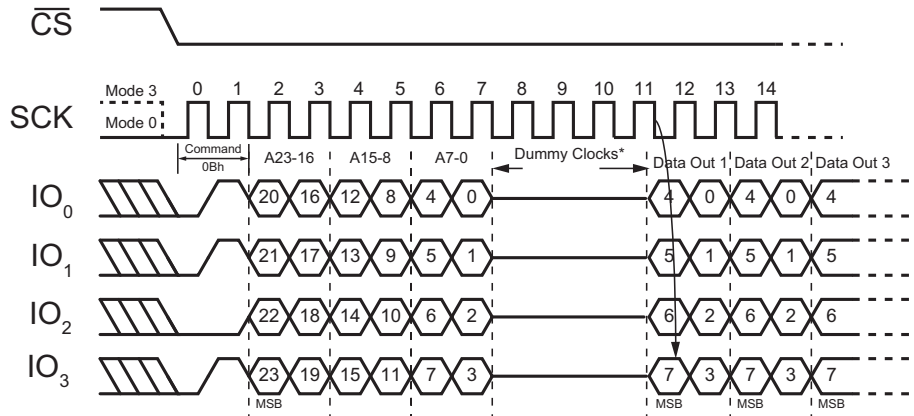 CS
SCK
Mode 3
Mode 0
0 1 2 3 4 5 6 7 8 9 10 11 12 13 14
Command
0Bh
A23-16 A15-8 A7-0 Dummy Clocks* Data Out 1 Data Out 2 Data Out 3
IO0 20 16 12 8 4 0 4 0 4 0 4
IO1 21 17 13 9 5 1 5 1 5 1 5
IO2 22 18 14 10 6 2 6 2 6 2 6
IO3 23 19 15 11 7 3 7 3 7 3 7
MSB MSB MSB MSB